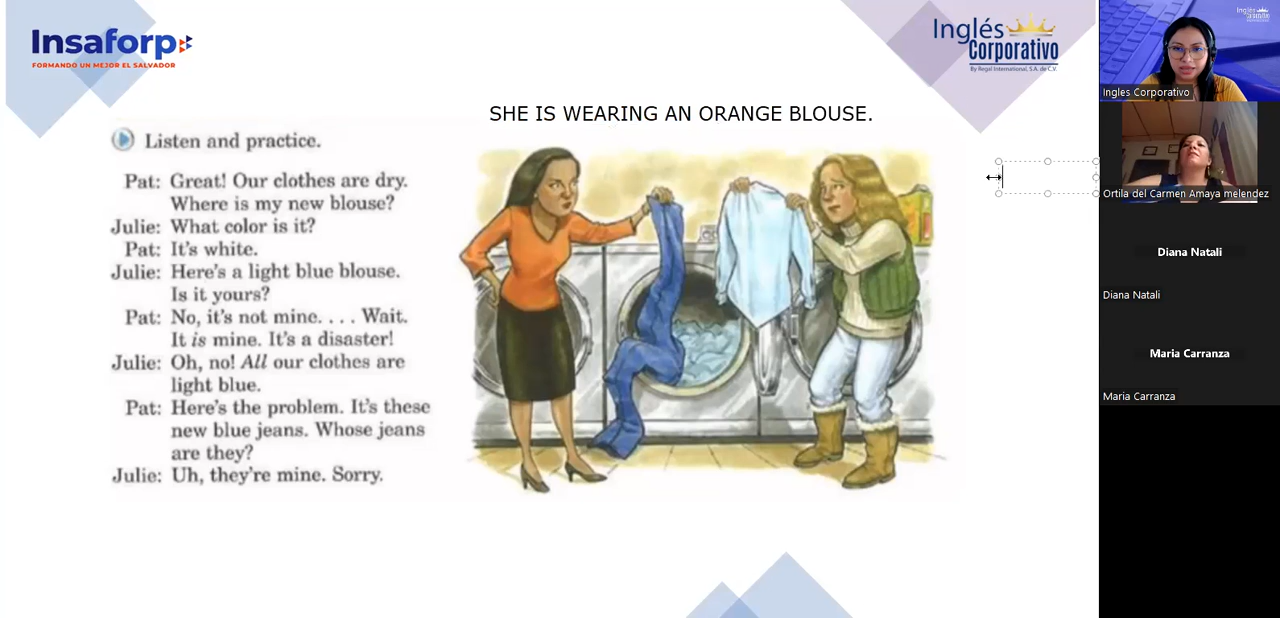 Insaforp
FORMANDO UN MEJOR EL SALVADOR
Inglés
Corporativo
By Regal International, S.A. de C.V.
SHE IS WEARING AN ORANGE BLOUSE.
Listen and practice.
Pat: Great! Our clothes are dry.
Where is my new blouse?
Julie: What color is it?
Pat: It's white.
Julie: Here's a light blue blouse.
Is it yours?
Pat: No, it's not mine. . . . Wait.
It is mine. It's a disaster!
Julie: Oh, no! All our clothes are
light blue.
Pat: Here's the problem. It's these
new blue jeans. Whose jeans
are they?
Julie: Uh, they're mine. Sorry.
Inglés
Corporativo
Ingles Corporativo
Ortila del Carmen Amaya melendez
Diana Natali
Diana Natali
Maria Carranza
Maria Carranza